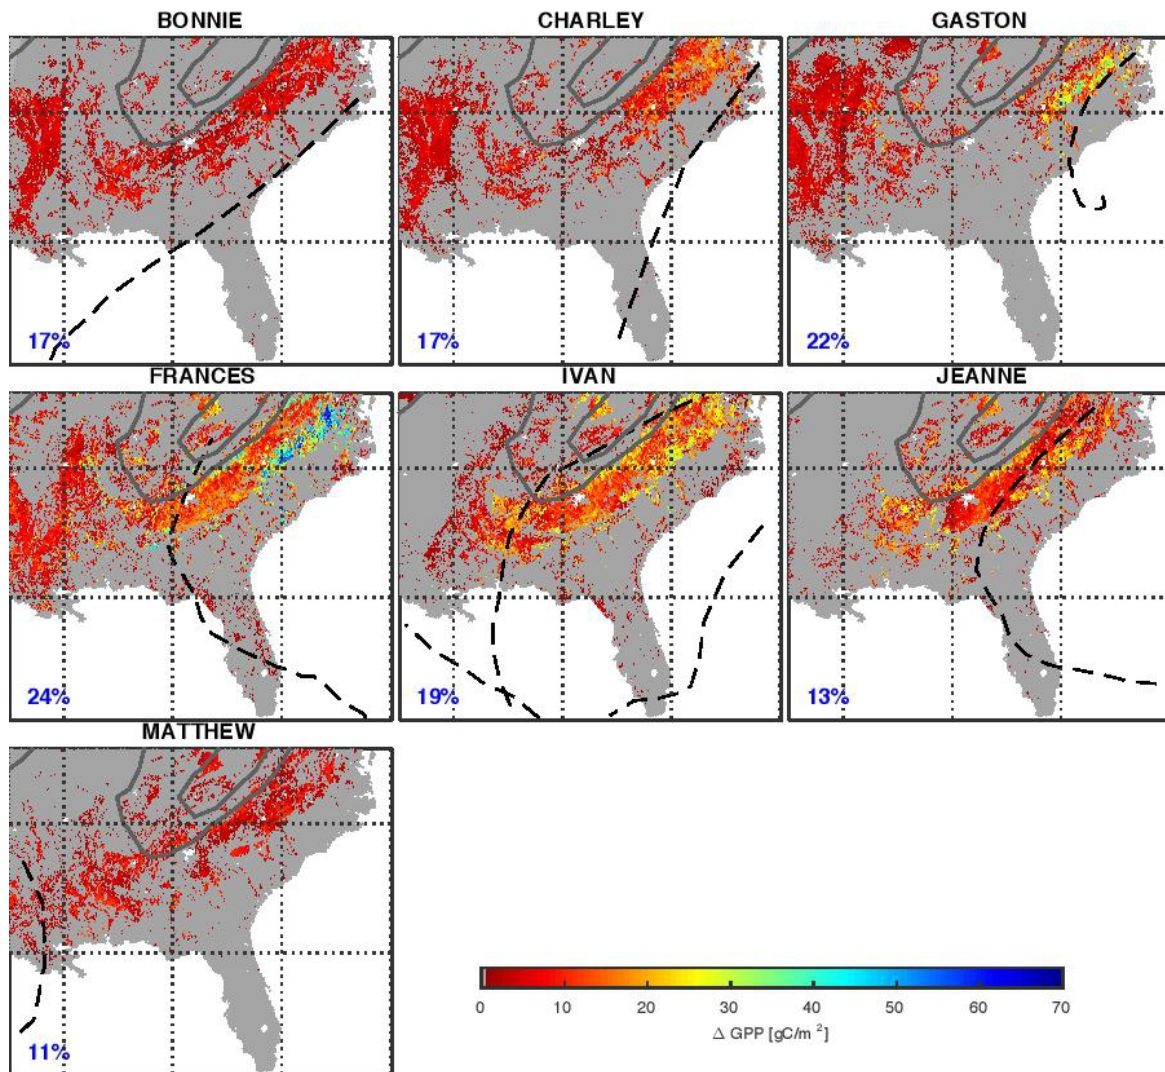 BONNIE CHARLEY GASTON
17% 17% 22%
FRANCES IVAN JEANNE
24% 19% 13%
MATTHEW
11%
0 10 20 30 40 50 60 70
Δ GPP [gC/m ²]